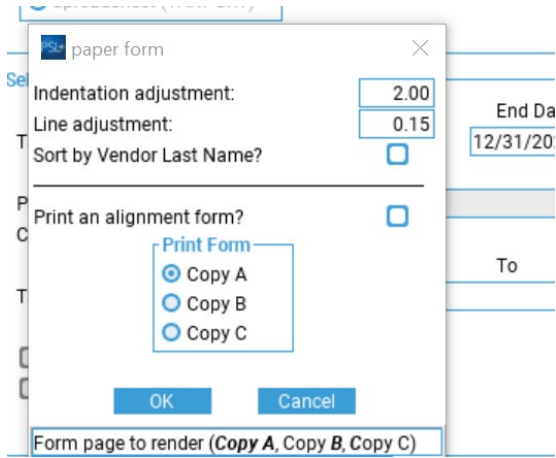 PSL+ paper form
Indentation adjustment: 2.00
Line adjustment: 0.15
Sort by Vendor Last Name?
Print an alignment form?
Print Form
Copy A
Copy B
Copy C
OK Cancel
Form page to render (Copy A, Copy B, Copy C)
Sel
End Da
12/31/20
To